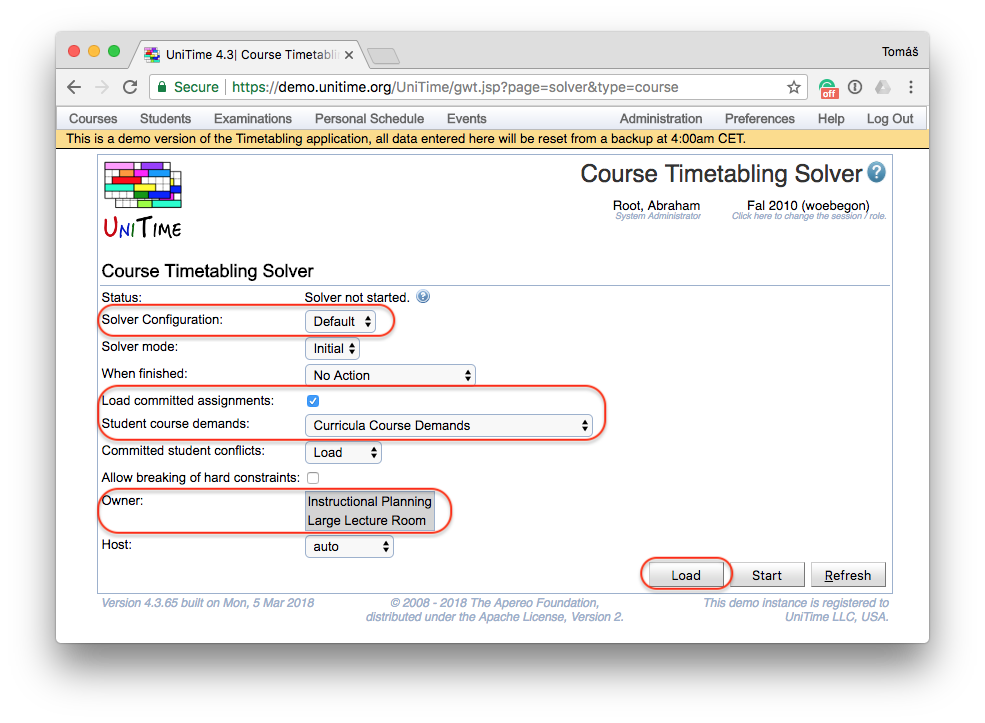 UniTime 4.3| Course Timetabli
Tomáš
Secure https://demo.unitime.org/UniTime/gwt.jsp?page=solver&type=course
off
Courses Students Examinations Personal Schedule Events Administration Preferences Help Log Out
This is a demo version of the Timetabling application, all data entered here will be reset from a backup at 4:00am CET.
UNITIME
Course Timetabling Solver
Root, Abraham Fal 2010 (woebegon)
System Administrator Click here to change the session / role.
Course Timetabling Solver
Status: Solver not started.
Solver Configuration: Default
Solver mode: Initial
When finished: No Action
Load committed assignments:
Student course demands: Curricula Course Demands
Committed student conflicts: Load
Allow breaking of hard constraints:
Owner: Instructional Planning
Large Lecture Room
Host: auto
Load Start Refresh
Version 4.3.65 built on Mon, 5 Mar 2018 © 2008 - 2018 The Apereo Foundation, This demo instance is registered to
distributed under the Apache License, Version 2. UniTime LLC, USA.